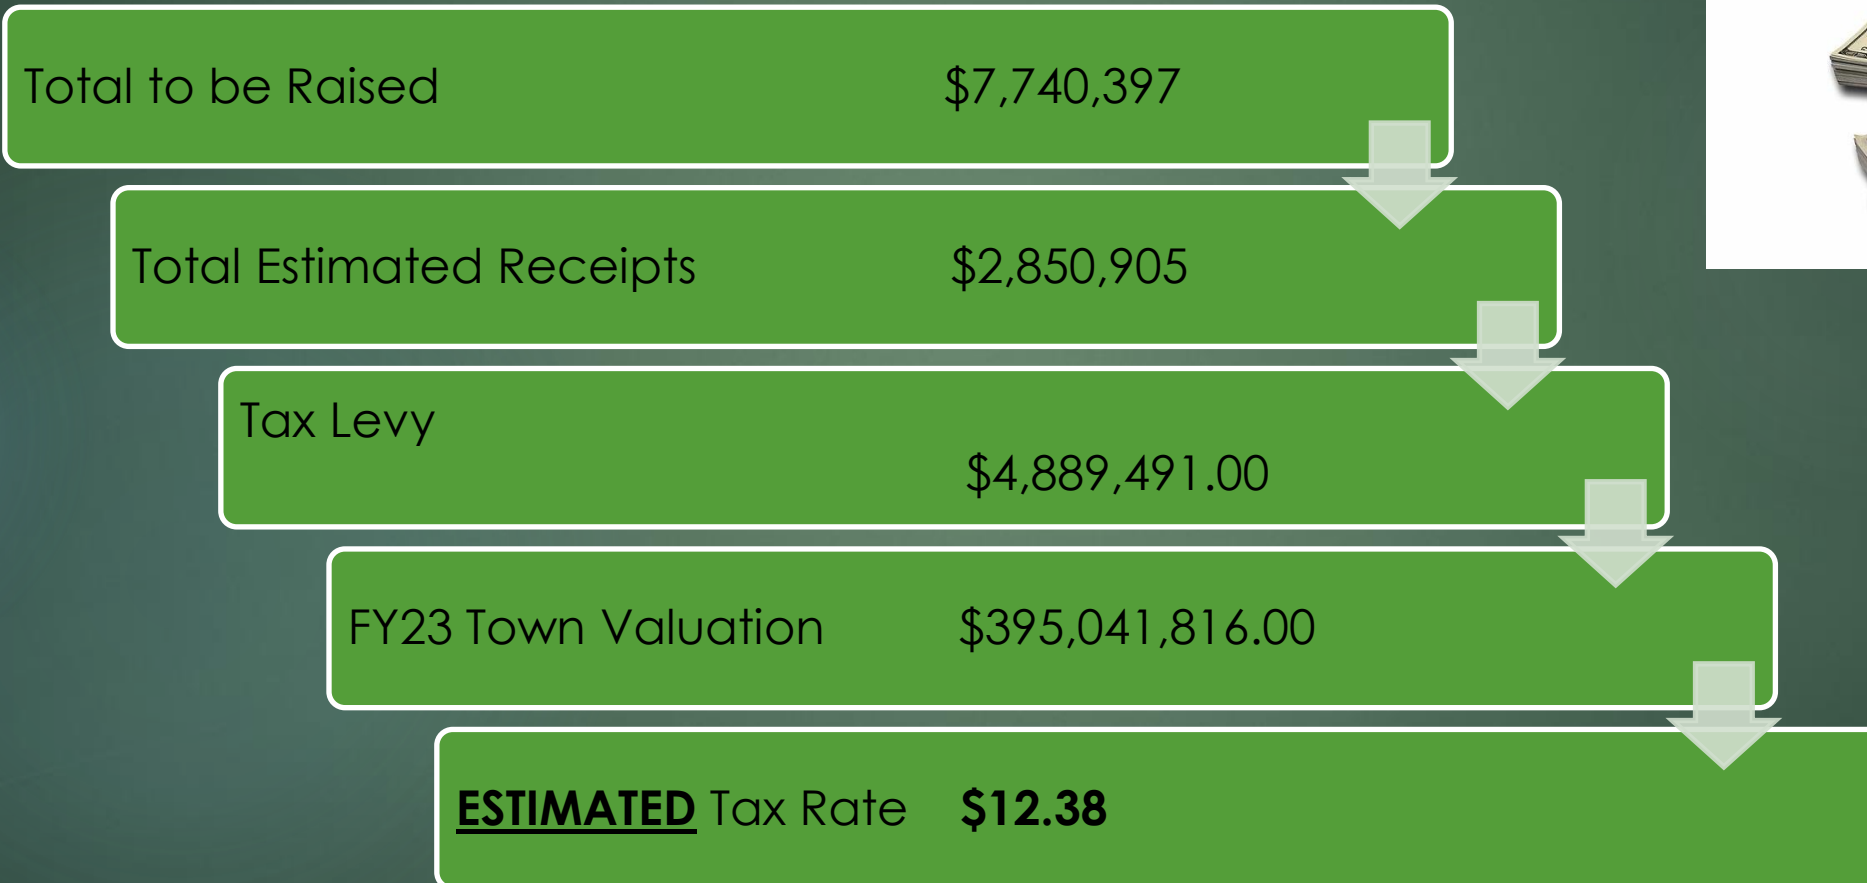 Total to be Raised $7,740,397
Total Estimated Receipts $2,850,905
Tax Levy
$4,889,491.00
FY23 Town Valuation $395,041,816.00
ESTIMATED Tax Rate $12.38